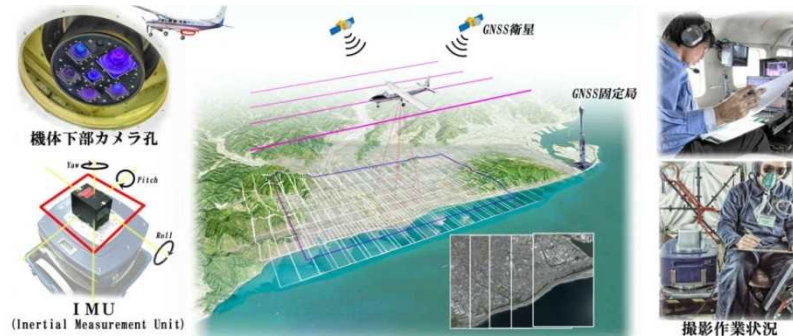 GNSS衛星
GNSS固定局
機体下部カメラ孔
Yaw
Pitch
Roll
IMU
(Inertial Measurement Unit)
撮影作業状況